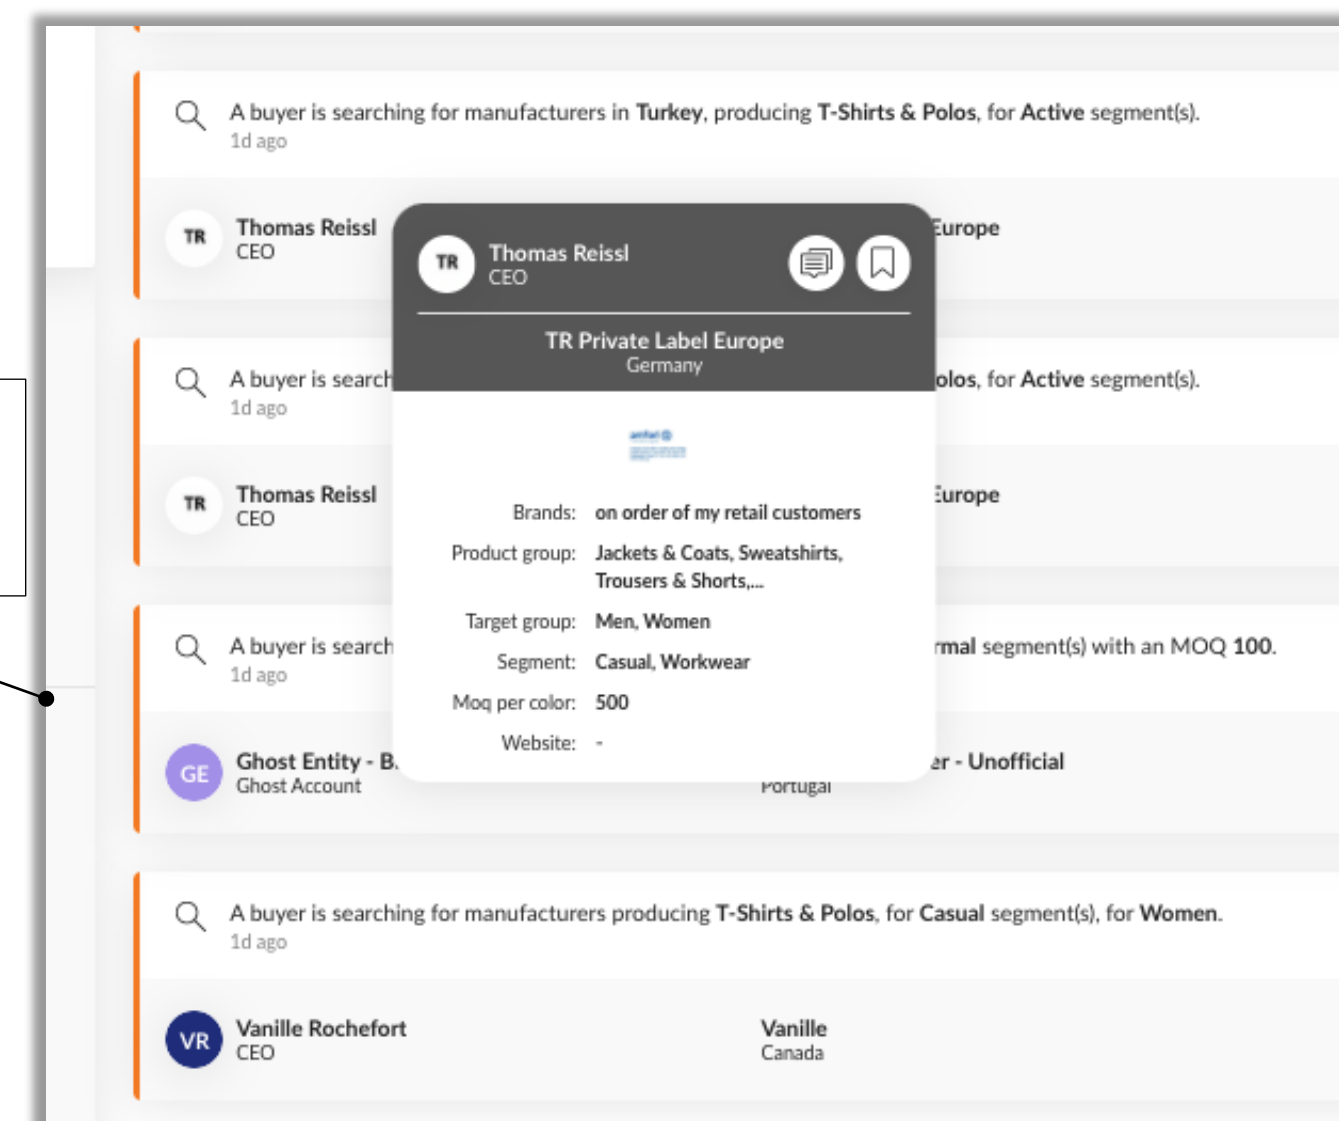 A buyer is searching for manufacturers in Turkey, producing T-Shirts & Polos, for Active segment(s).
1d ago
TR
Thomas Reissl
CEO
Europe
TR
Thomas Reissl
CEO
TR Private Label Europe
Germany
A buyer is search
olos, for Active segment(s).
1d ago
amfori
TR
Thomas Reissl
CEO
Europe
Brands: on order of my retail customers
Product group: Jackets & Coats, Sweatshirts,
Trousers & Shorts,...
Target group: Men, Women
Segment: Casual, Workwear
Moq per color: 500
Website: -
A buyer is search
rmal segment(s) with an MOQ 100.
1d ago
GE
Ghost Entity - B
Ghost Account
er - Unofficial
Portugal
A buyer is searching for manufacturers producing T-Shirts & Polos, for Casual segment(s), for Women.
1d ago
VR
Vanille Rochefort
CEO
Vanille
Canada